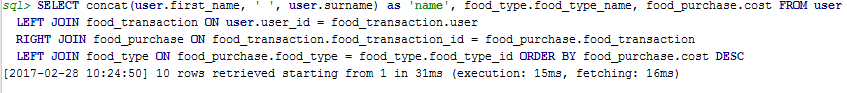 sql> SELECT concat(user.first_name, ' ', user.surname) as 'name', food_type.food_type_name, food_purchase.cost FROM user
LEFT JOIN food_transaction ON user.user_id = food_transaction.user
RIGHT JOIN food_purchase ON food_transaction.food_transaction_id = food_purchase.food_transaction
LEFT JOIN food_type ON food_purchase.food_type = food_type.food_type_id ORDER BY food_purchase.cost DESC
[2017-02-28 10:24:50] 10 rows retrieved starting from 1 in 31ms (execution: 15ms, fetching: 16ms)